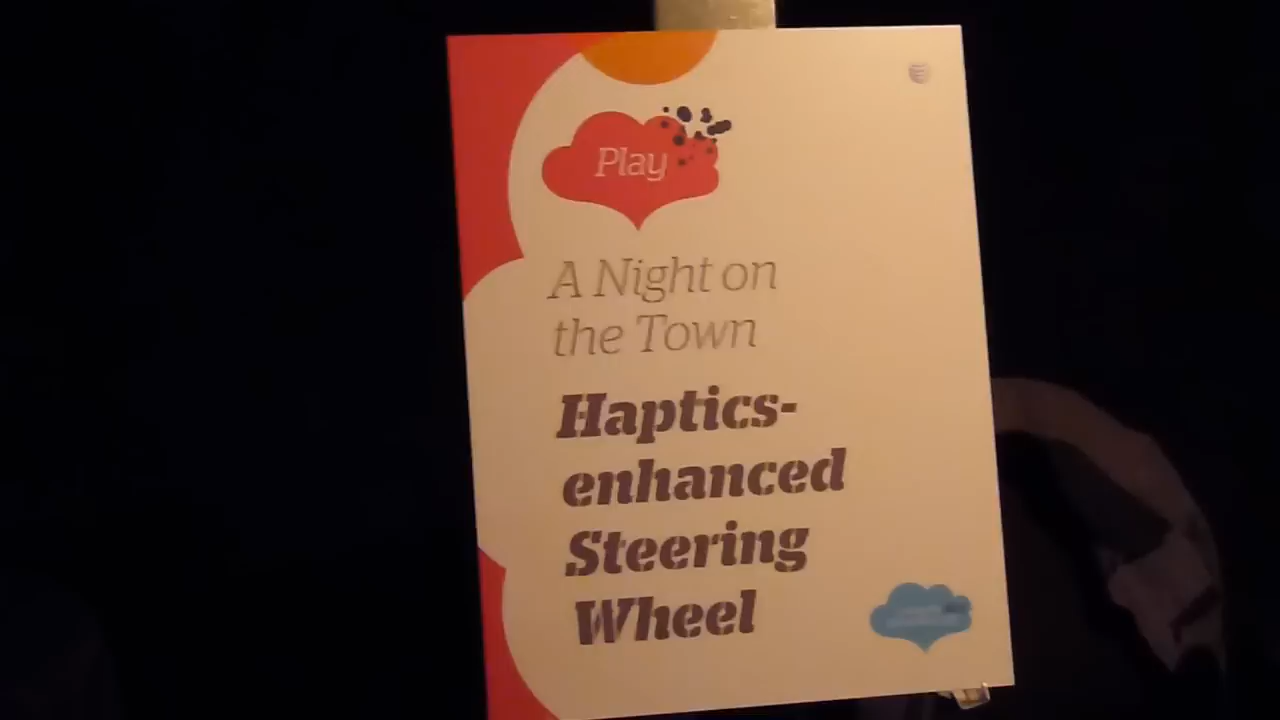 Play
A Night on
the Town
Haptics-
enhanced
Steering
Wheel